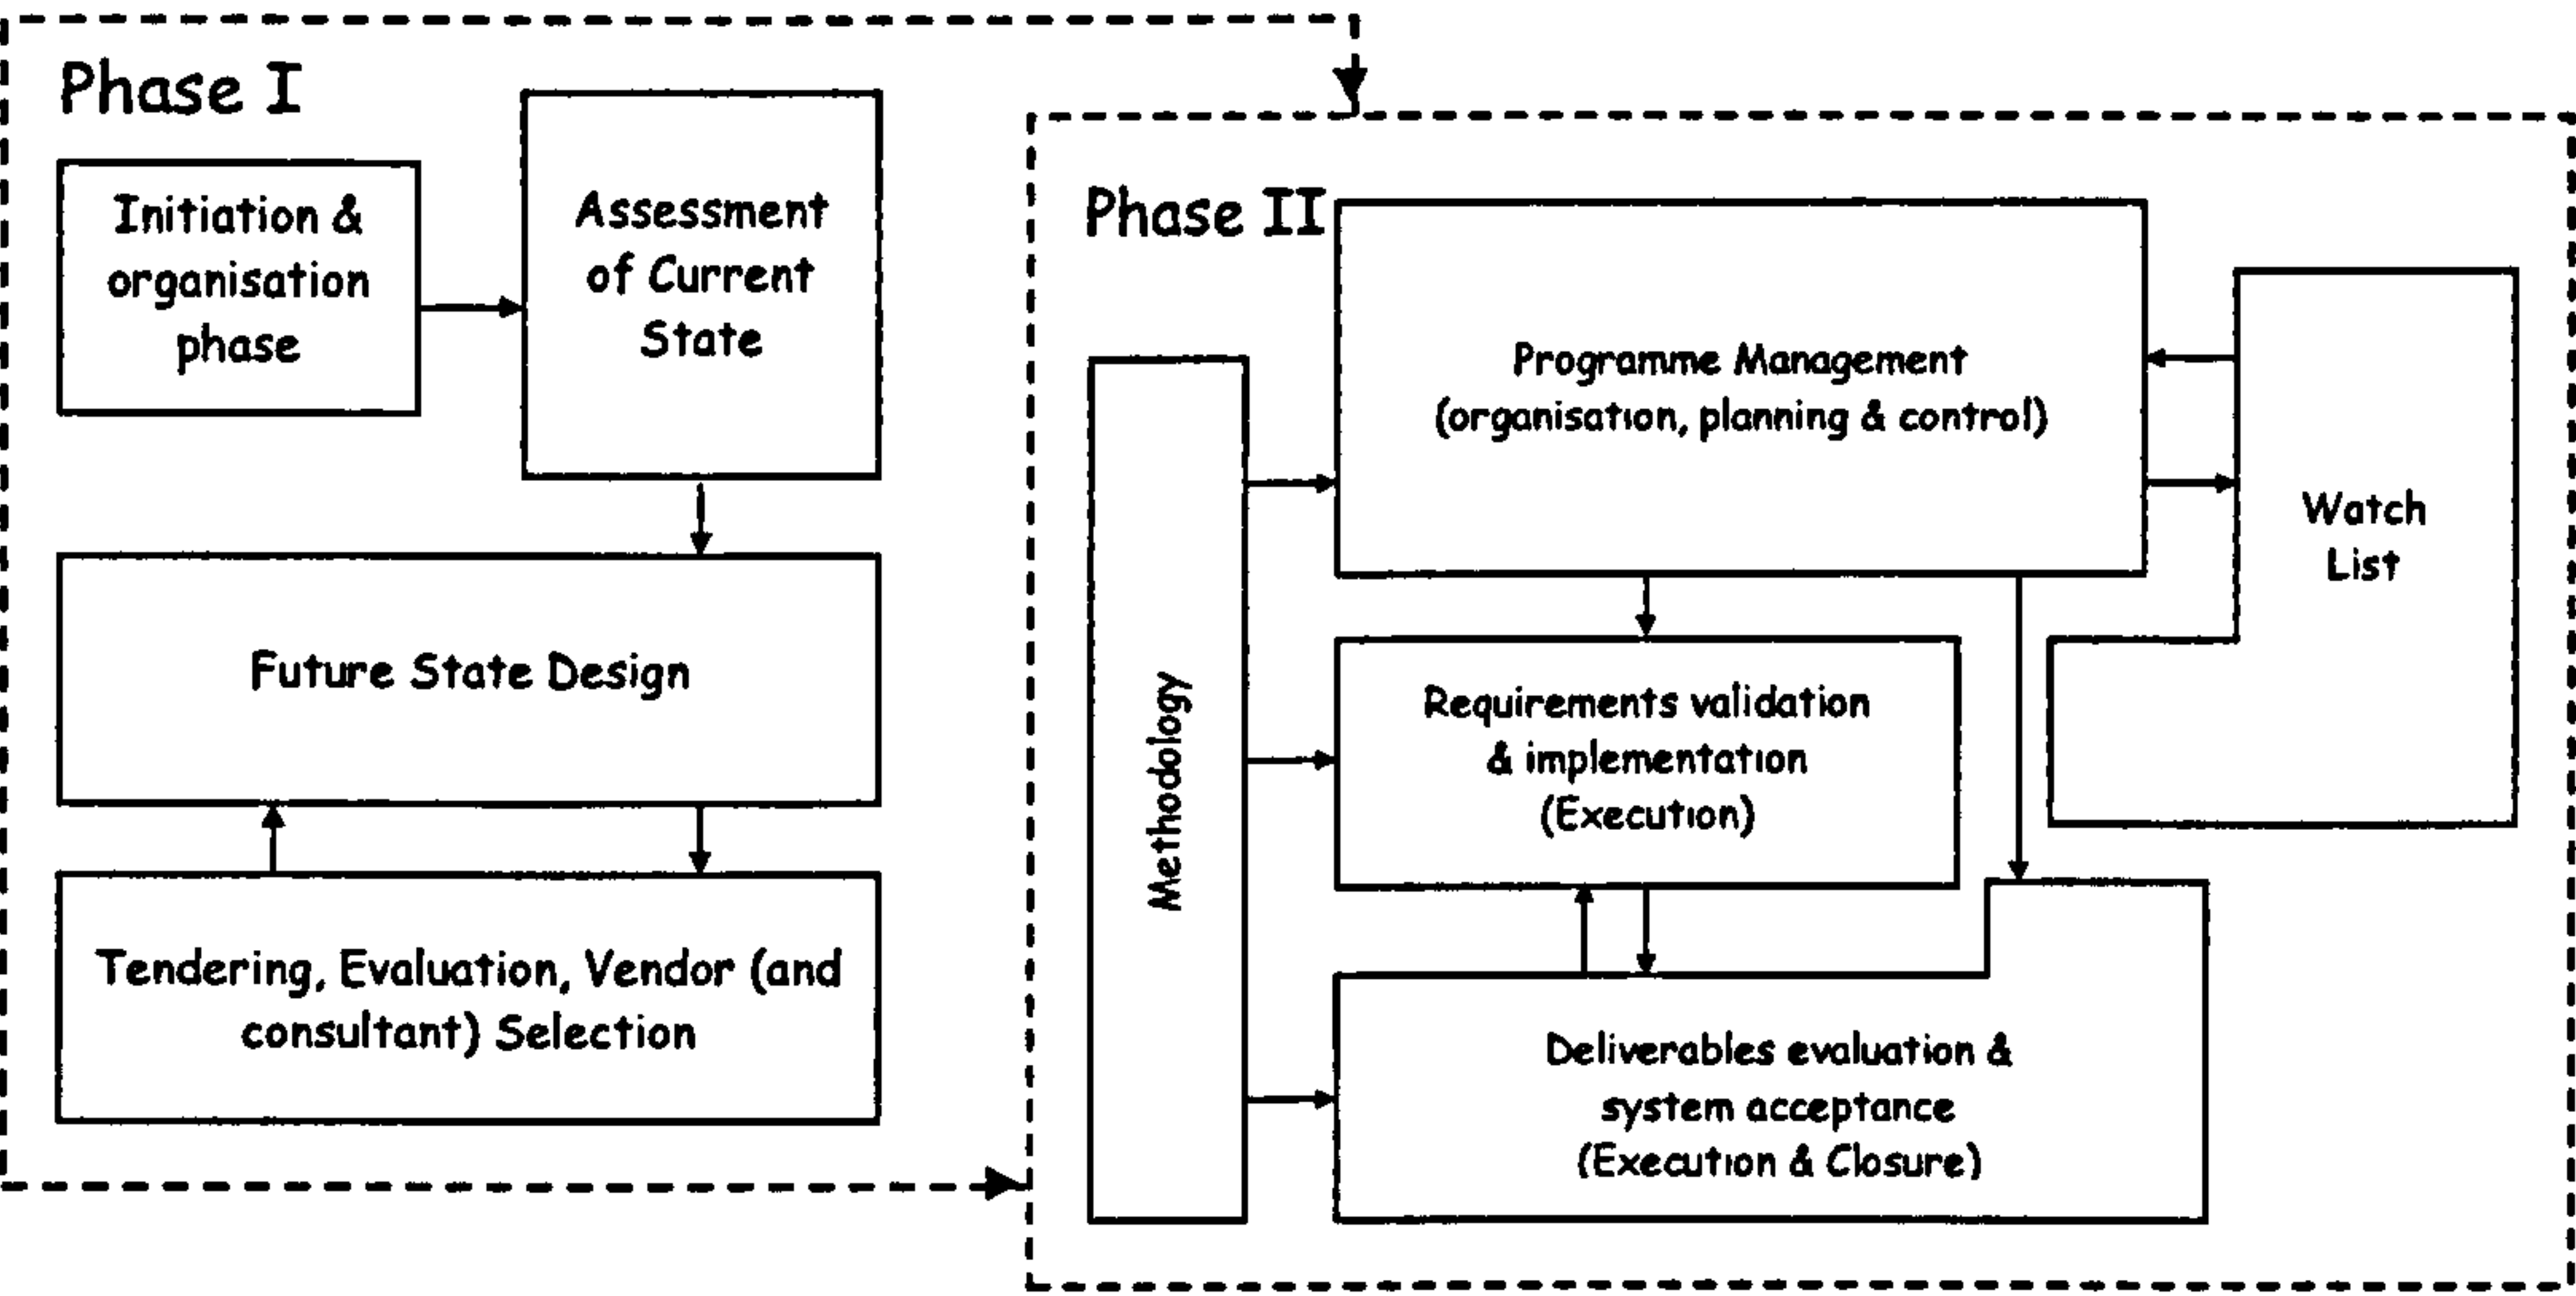 Phase I
Initiation &
organisation
phase
Assessment
of Current
State
Future State Design
Tendering, Evaluation, Vendor (and
consultant) Selection
Phase II
Methodology
Programme Management
(organisation, planning & control)
Watch
List
Requirements validation
& implementation
(Execution)
Deliverables evaluation &
system acceptance
(Execution & Closure)